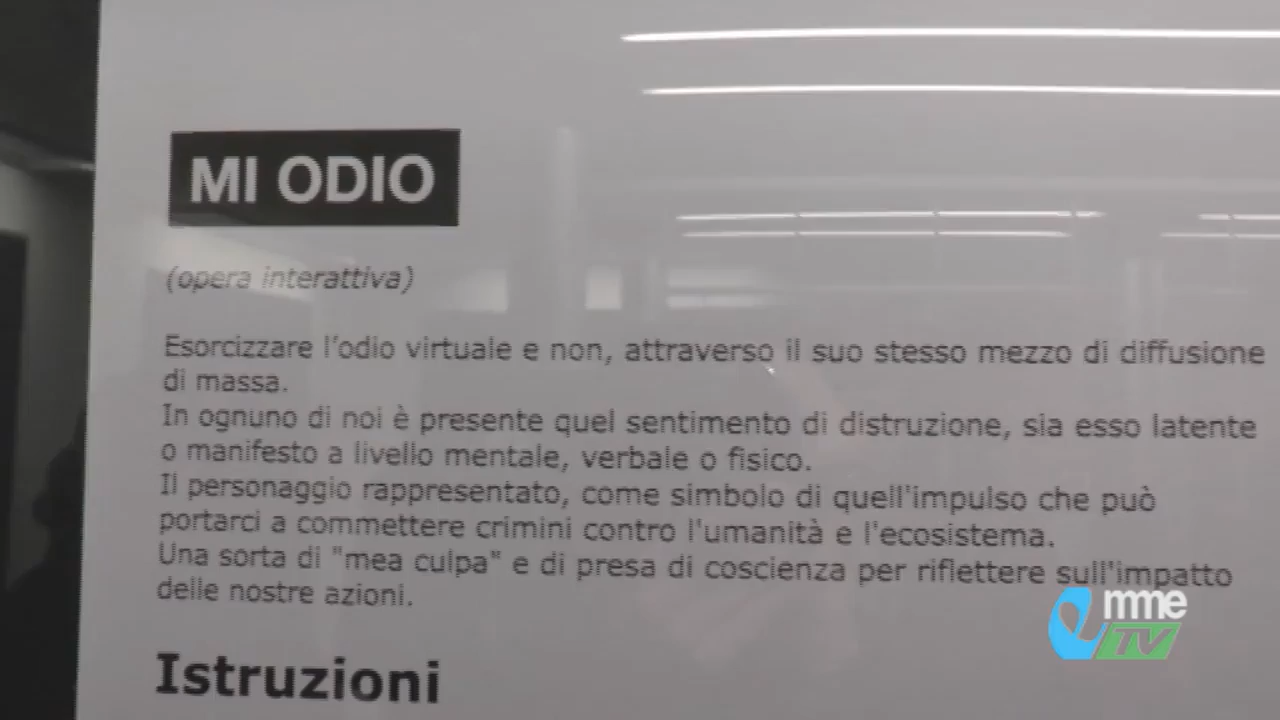 MI ODIO
(opera interattiva)
Esorcizzare l'odio virtuale e non, attraverso il suo stesso mezzo di diffusione
di massa.
In ognuno di noi è presente quel sentimento di distruzione, sia esso latente
o manifesto a livello mentale, verbale o fisico.
Il personaggio rappresentato, come simbolo di quell'impulso che può
portarci a commettere crimini contro l'umanità e l'ecosistema.
Una sorta di "mea culpa" e di presa di coscienza per riflettere sull'impatto
delle nostre azioni.
emme
TV
Istruzioni